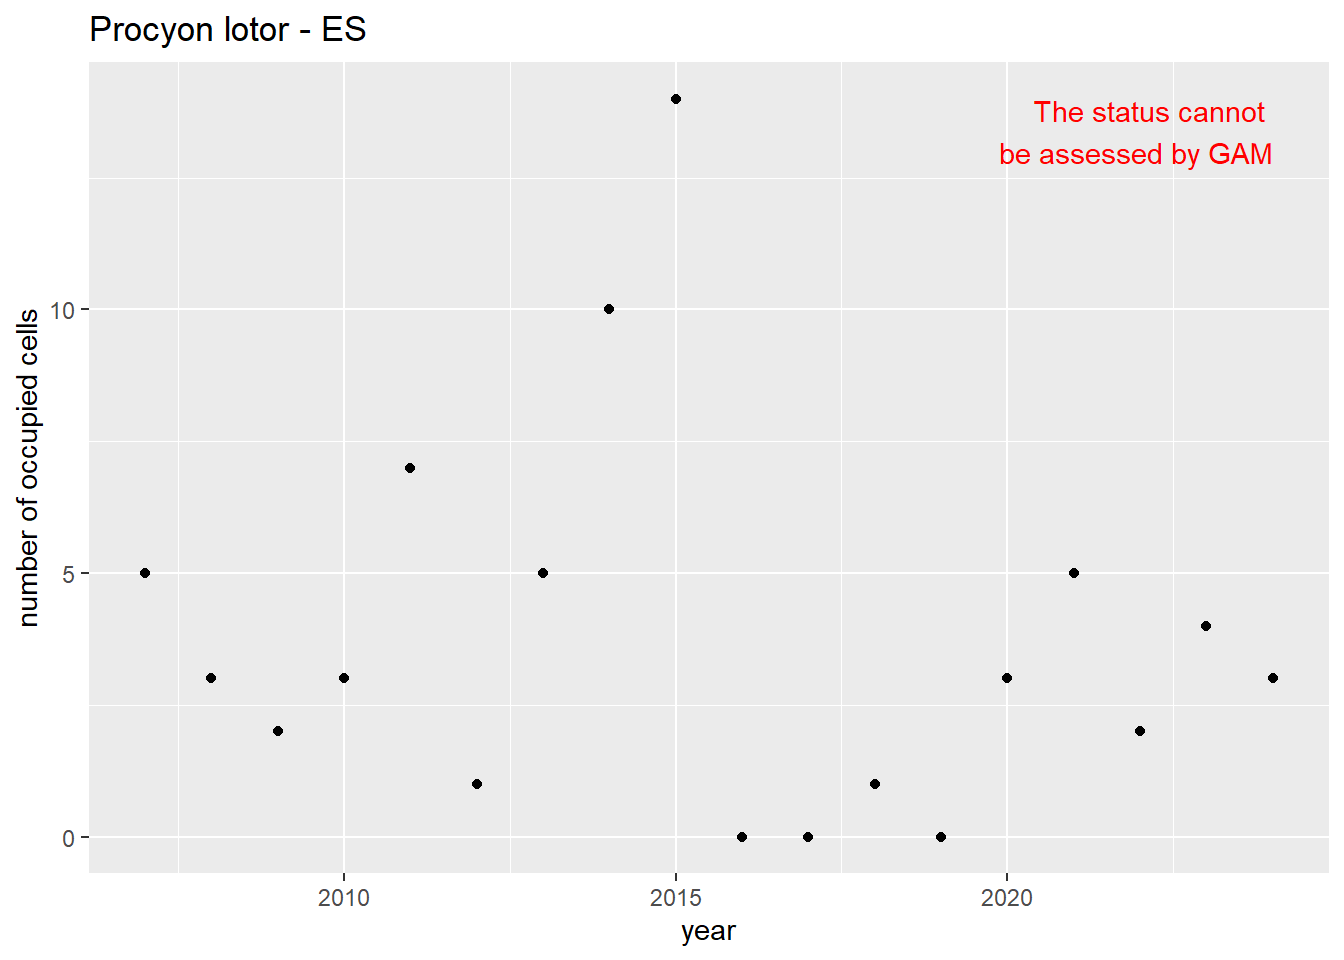 Procyon lotor - ES
The status cannot
be assessed by GAM
number of occupied cells
10
5
0
2010
2015
2020
year